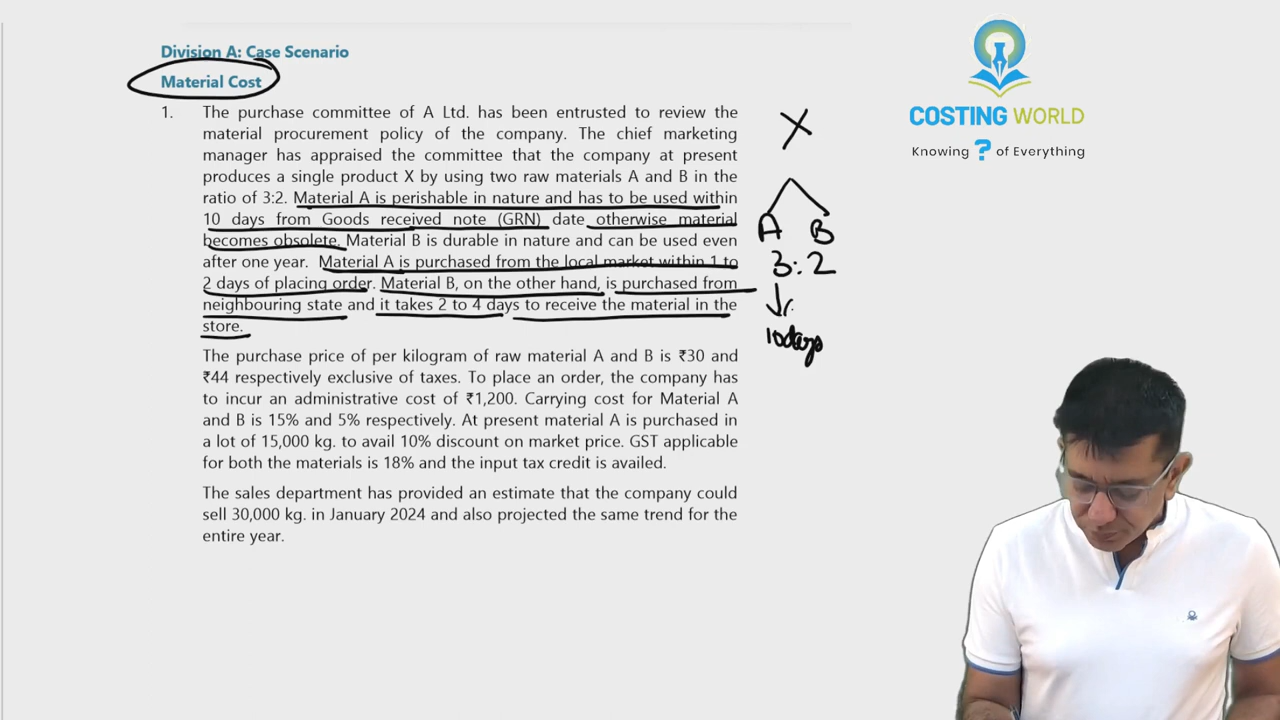 Division A: Case Scenario
Material Cost
1. The purchase committee of A Ltd. has been entrusted to review the
material procurement policy of the company. The chief marketing
manager has appraised the committee that the company at present
produces a single product X by using two raw materials A and B in the
ratio of 3:2. Material A is perishable in nature and has to be used within
10 days from Goods received note (GRN) date otherwise material
becomes obsolete. Material B is durable in nature and can be used even
after one year. Material A is purchased from the local market within 1 to
2 days of placing order. Material B, on the other hand, is purchased from
neighbouring state and it takes 2 to 4 days to receive the material in the
store.
The purchase price of per kilogram of raw material A and B is ₹30 and
₹44 respectively exclusive of taxes. To place an order, the company has
to incur an administrative cost of ₹1,200. Carrying cost for Material A
and B is 15% and 5% respectively. At present material A is purchased in
a lot of 15,000 kg. to avail 10% discount on market price. GST applicable
for both the materials is 18% and the input tax credit is availed.
The sales department has provided an estimate that the company could
sell 30,000 kg. in January 2024 and also projected the same trend for the
entire year.
X
A B
3:2
10days
COSTING WORLD
Knowing ? of Everything